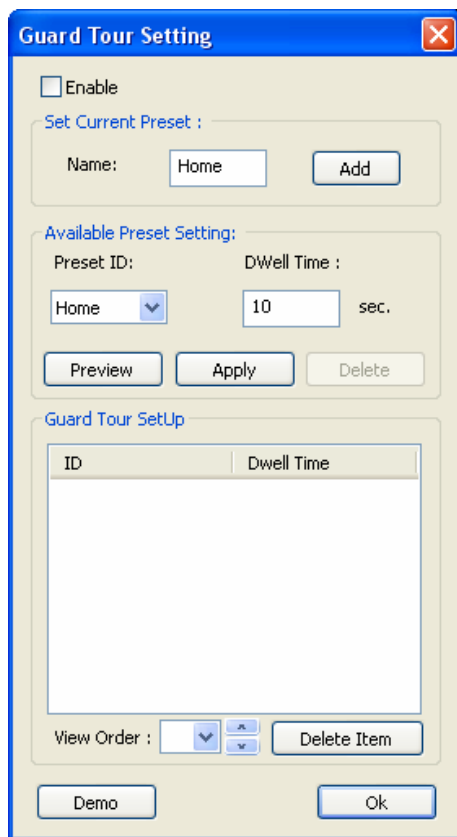 Guard Tour Setting
Enable
Set Current Preset :
Name: Home Add
Available Preset Setting:
Preset ID: DWell Time :
Home 10 sec.
Preview Apply Delete
Guard Tour SetUp
ID Dwell Time
View Order : Delete Item
Demo Ok